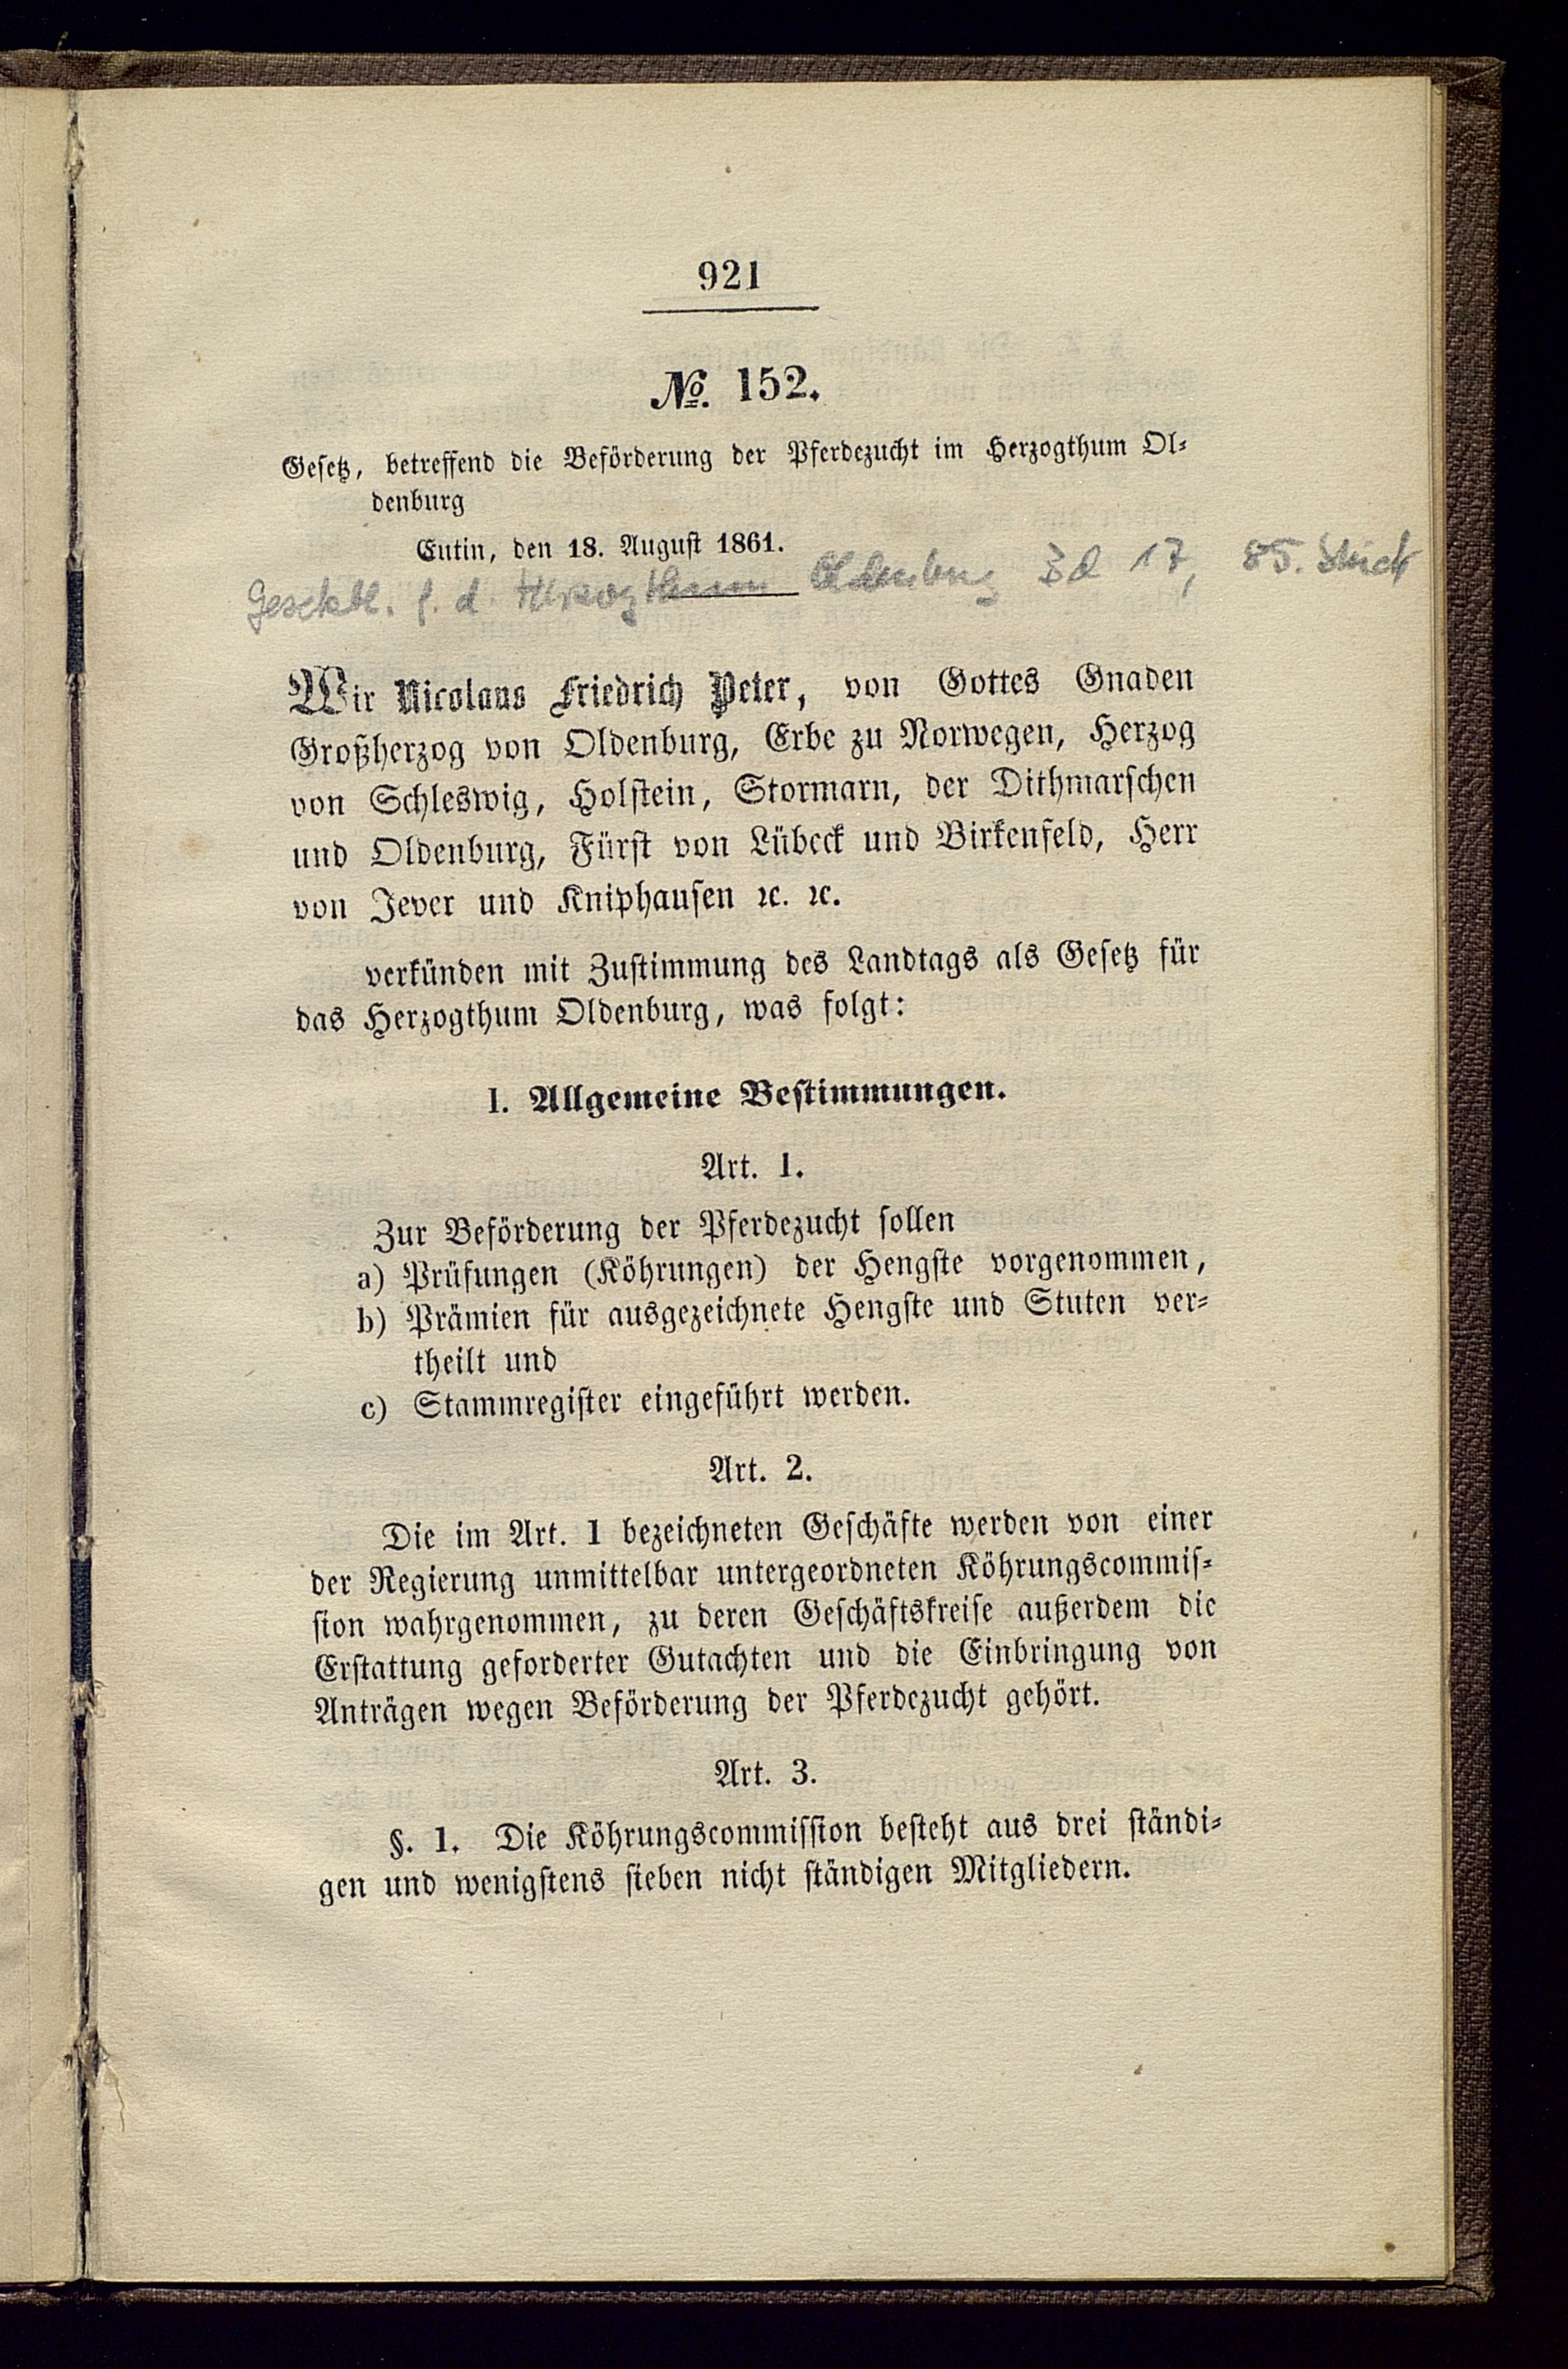 921
№. 152.
Gesetz, betreffend die Beförderung der Pferdezucht im Herzogthum Ol-
denburg
Eutin, den 18. August 1861.
Gesetzbl. f. d. Herzogthum Oldenburg Bd 17, 85. Stück
Wir Nicolaus Friedrich Peter, von Gottes Gnaden
Großherzog von Oldenburg, Erbe zu Norwegen, Herzog
von Schleswig, Holstein, Stormarn, der Dithmarschen
und Oldenburg, Fürst von Lübeck und Birkenfeld, Herr
von Jever und Kniphausen ꝛc. ꝛc.
verkünden mit Zustimmung des Landtags als Gesetz für
das Herzogthum Oldenburg, was folgt:
I. Allgemeine Bestimmungen.
Art. 1.
Zur Beförderung der Pferdezucht sollen
a) Prüfungen (Köhrungen) der Hengste vorgenommen,
b) Prämien für ausgezeichnete Hengste und Stuten ver-
theilt und
c) Stammregister eingeführt werden.
Art. 2.
Die im Art. 1 bezeichneten Geschäfte werden von einer
der Regierung unmittelbar untergeordneten Köhrungscommis-
sion wahrgenommen, zu deren Geschäftskreise außerdem die
Erstattung geforderter Gutachten und die Einbringung von
Anträgen wegen Beförderung der Pferdezucht gehört.
Art. 3.
§. 1. Die Köhrungscommission besteht aus drei ständi-
gen und wenigstens sieben nicht ständigen Mitgliedern.